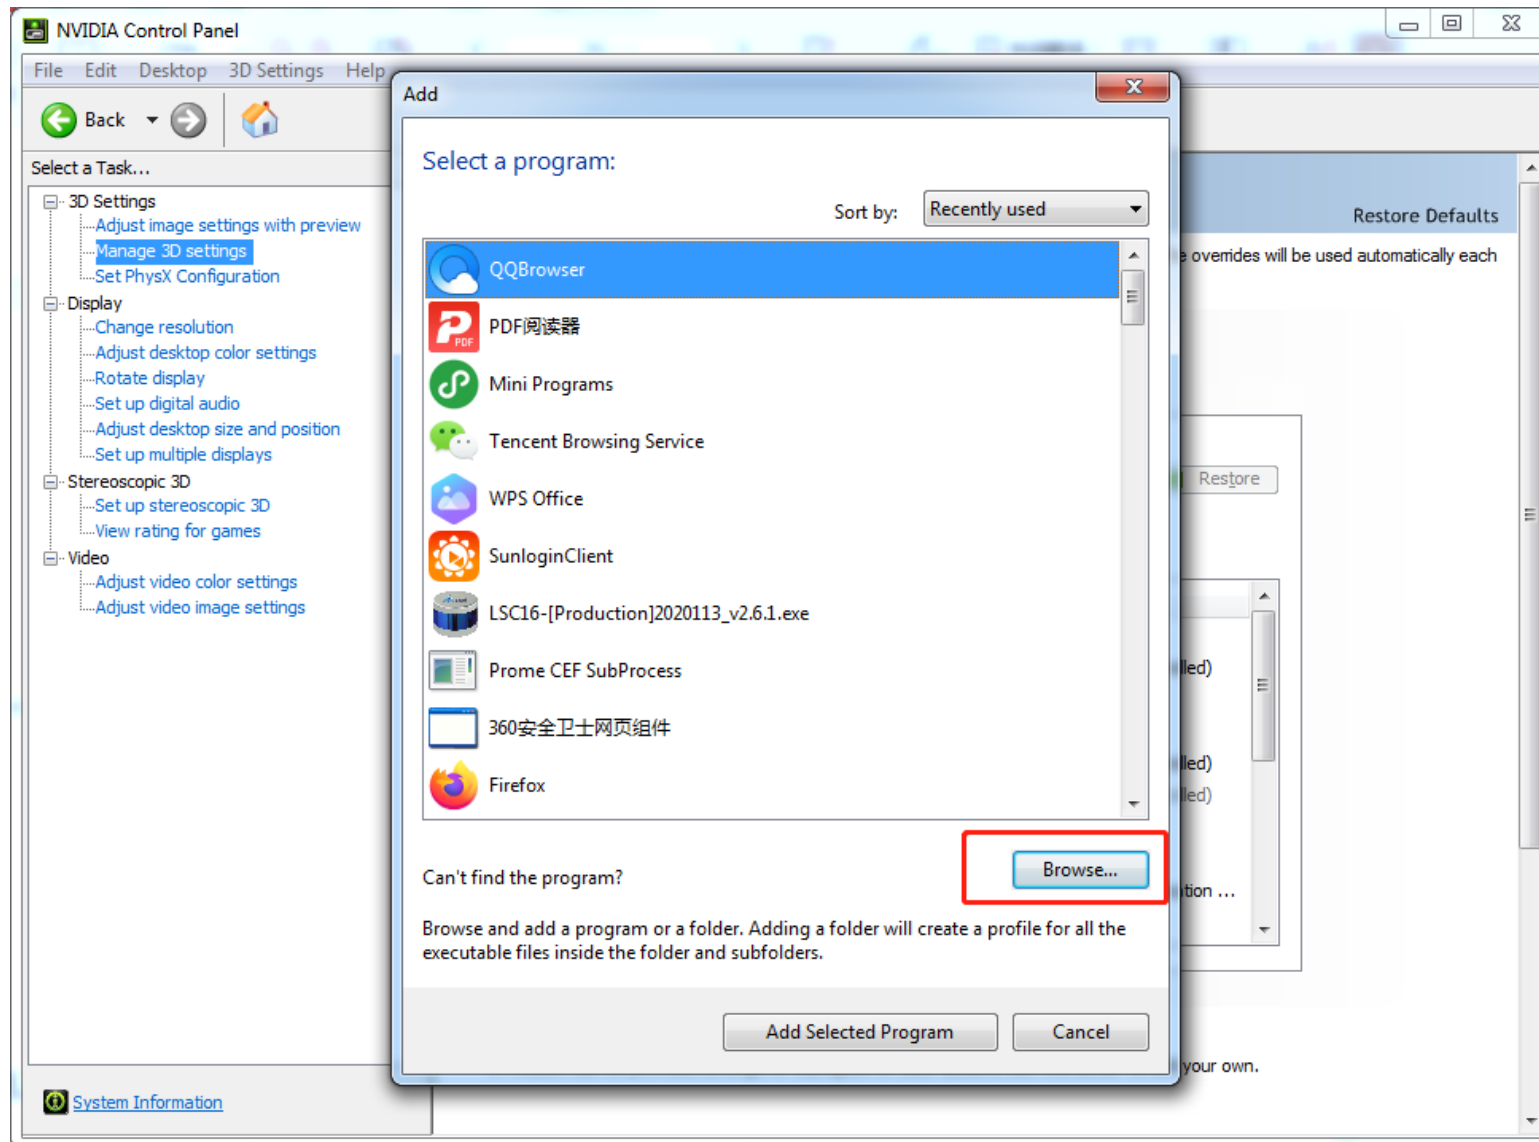 NVIDIA Control Panel
File Edit Desktop 3D Settings Help
Back
Select a Task...
3D Settings
Adjust image settings with preview
Manage 3D settings
Set PhysX Configuration
Display
Change resolution
Adjust desktop color settings
Rotate display
Set up digital audio
Adjust desktop size and position
Set up multiple displays
Stereoscopic 3D
Set up stereoscopic 3D
View rating for games
Video
Adjust video color settings
Adjust video image settings
System Information
Add
Select a program:
Sort by: Recently used
QQBrowser
PDF阅读器
PDF
Mini Programs
Tencent Browsing Service
WPS Office
SunloginClient
LSC16-[Production]2020113_v2.6.1.exe
Prome CEF SubProcess
360安全卫士网页组件
Firefox
Can't find the program?
Browse...
Browse and add a program or a folder. Adding a folder will create a profile for all the
executable files inside the folder and subfolders.
Add Selected Program
Cancel
Restore Defaults
overrides will be used automatically each
Restore
lled)
lled)
lled)
tion ...
your own.